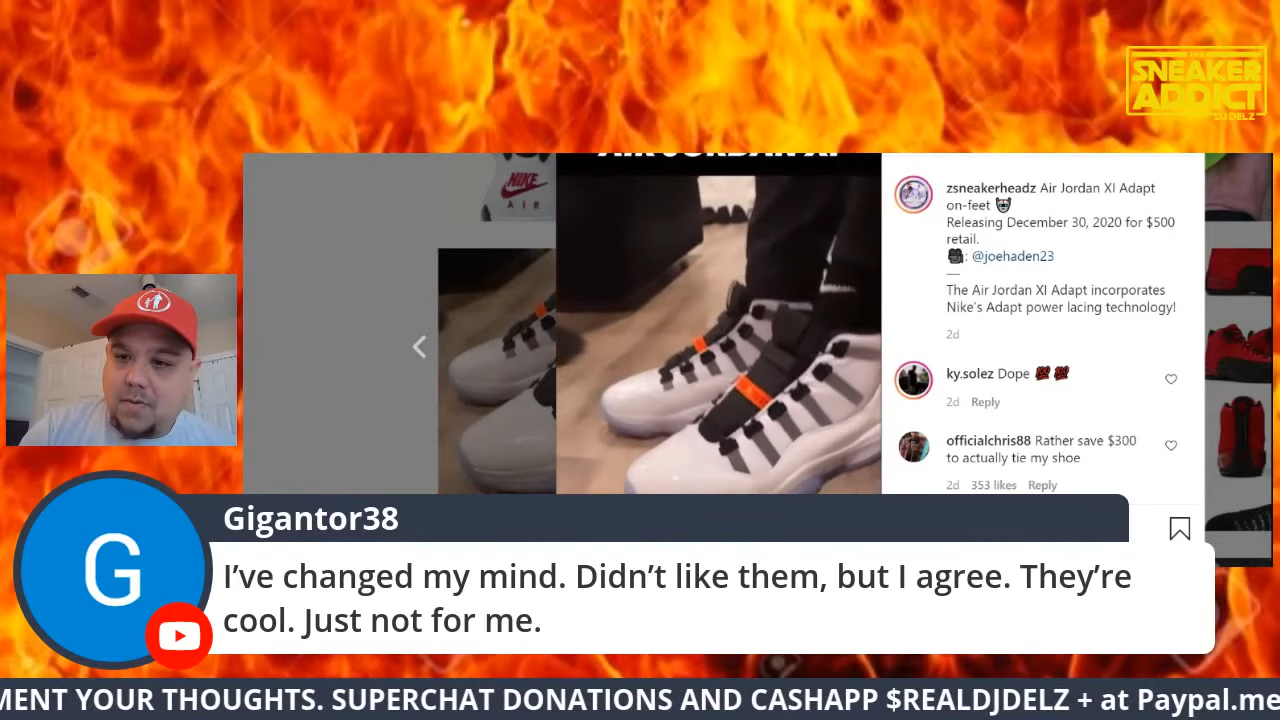 THE
SNEAKER
ADDICT
DJ DELZ
AIR JORDAN XI
NIKE
AIR
zsneakerheadz Air Jordan XI Adapt
on-feet
Releasing December 30, 2020 for $500
retail.
: @joehaden23
—
The Air Jordan XI Adapt incorporates
Nike's Adapt power lacing technology!
2d
ky.solez Dope 💯 💯
2d Reply
officialchris88 Rather save $300
to actually tie my shoe
2d 353 likes Reply
G
Gigantor38
I've changed my mind. Didn't like them, but I agree. They're
cool. Just not for me.
MENT YOUR THOUGHTS. SUPERCHAT DONATIONS AND CASHAPP $REALDJDELZ + at Paypal.me